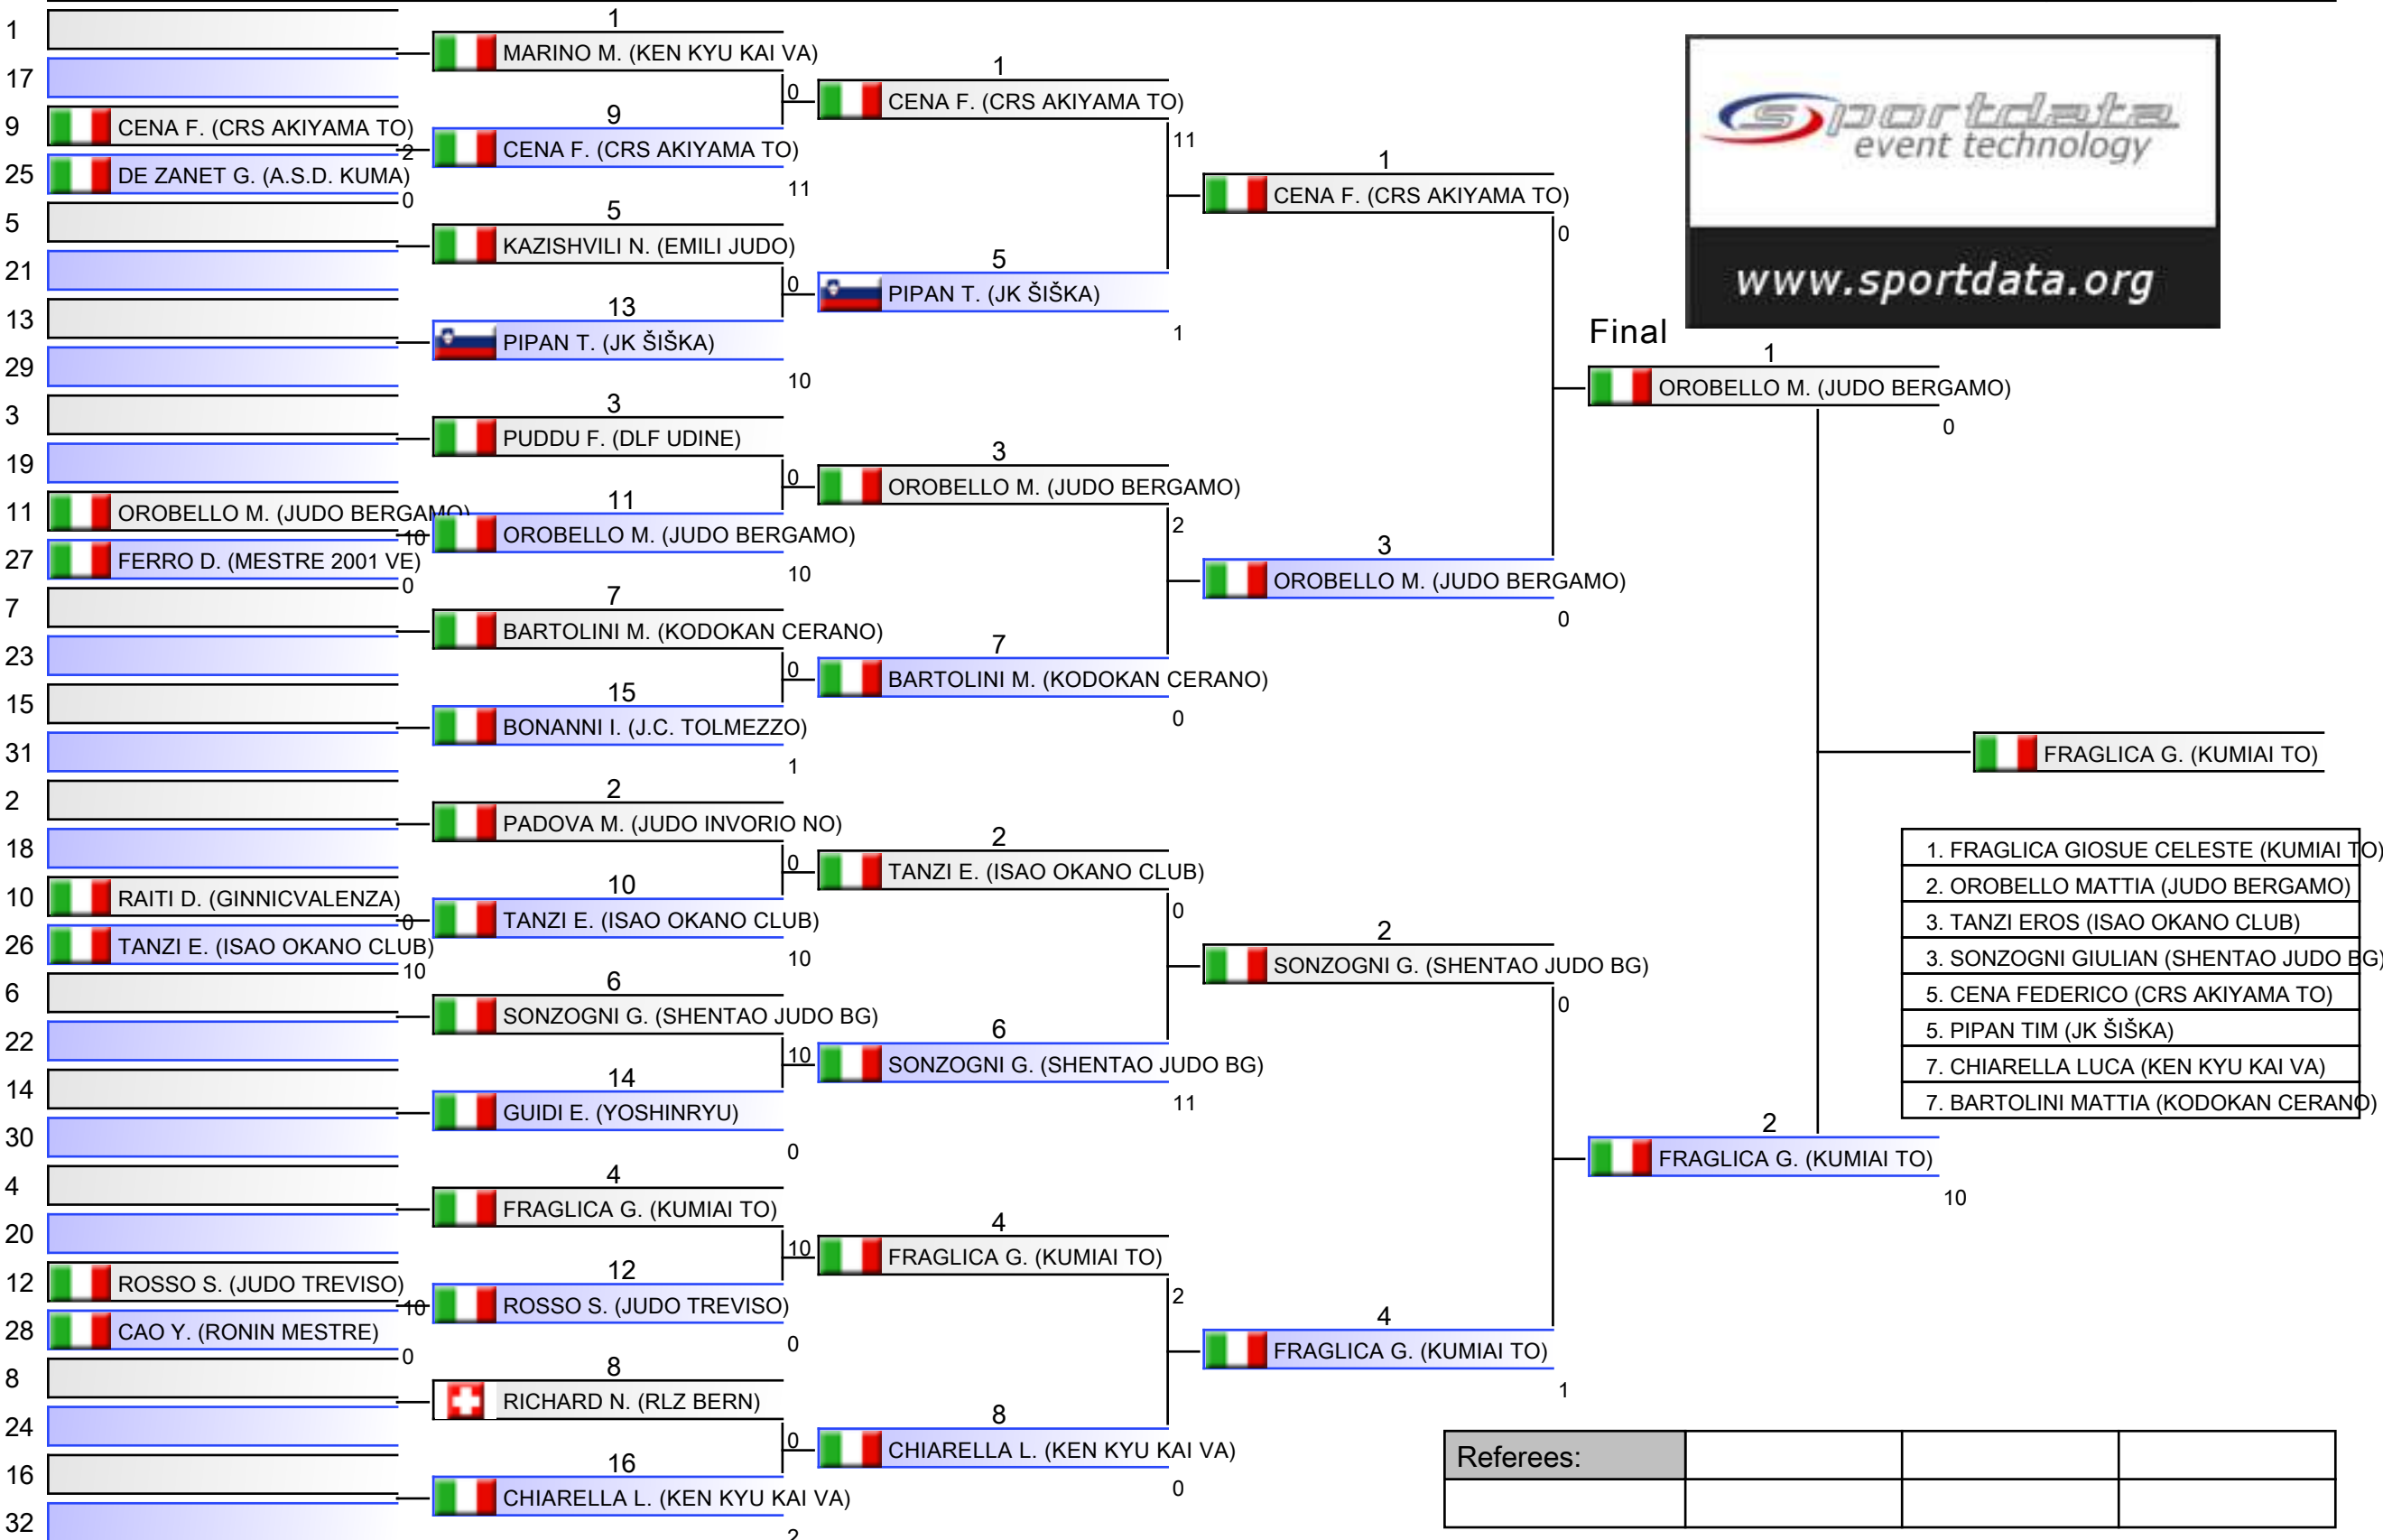 1
17
9 CENA F. (CRS AKIYAMA TO) 2
25 DE ZANET G. (A.S.D. KUMA) 0
5
21
13
29
3
19
11 OROBELLO M. (JUDO BERGAMO) 10
27 FERRO D. (MESTRE 2001 VE) 0
7
23
15
31
2
18
10 RAITI D. (GINNICVALENZA) 0
26 TANZI E. (ISAO OKANO CLUB) 10
6
22
14
30
4
20
12 ROSSO S. (JUDO TREVISO) 10
28 CAO Y. (RONIN MESTRE) 0
8
24
16
32
1
MARINO M. (KEN KYU KAI VA)
0
9
CENA F. (CRS AKIYAMA TO)
11
5
KAZISHVILI N. (EMILI JUDO)
0
13
PIPAN T. (JK ŠIŠKA)
10
3
PUDDU F. (DLF UDINE)
0
11
OROBELLO M. (JUDO BERGAMO)
10
7
BARTOLINI M. (KODOKAN CERANO)
0
15
BONANNI I. (J.C. TOLMEZZO)
1
2
PADOVA M. (JUDO INVORIO NO)
0
10
TANZI E. (ISAO OKANO CLUB)
10
6
SONZOGNI G. (SHENTAO JUDO BG)
10
14
GUIDI E. (YOSHINRYU)
0
4
FRAGLICA G. (KUMIAI TO)
10
12
ROSSO S. (JUDO TREVISO)
0
8
RICHARD N. (RLZ BERN)
0
16
CHIARELLA L. (KEN KYU KAI VA)
2
1
CENA F. (CRS AKIYAMA TO)
11
5
PIPAN T. (JK ŠIŠKA)
1
3
OROBELLO M. (JUDO BERGAMO)
2
7
BARTOLINI M. (KODOKAN CERANO)
0
2
TANZI E. (ISAO OKANO CLUB)
0
6
SONZOGNI G. (SHENTAO JUDO BG)
11
4
FRAGLICA G. (KUMIAI TO)
2
8
CHIARELLA L. (KEN KYU KAI VA)
0
1
CENA F. (CRS AKIYAMA TO)
0
3
OROBELLO M. (JUDO BERGAMO)
0
2
SONZOGNI G. (SHENTAO JUDO BG)
0
4
FRAGLICA G. (KUMIAI TO)
1
sportdata
event technology
www.sportdata.org
Final
1
OROBELLO M. (JUDO BERGAMO)
0
2
FRAGLICA G. (KUMIAI TO)
10
FRAGLICA G. (KUMIAI TO)
1. FRAGLICA GIOSUE CELESTE (KUMIAI TO)
2. OROBELLO MATTIA (JUDO BERGAMO)
3. TANZI EROS (ISAO OKANO CLUB)
3. SONZOGNI GIULIAN (SHENTAO JUDO BG)
5. CENA FEDERICO (CRS AKIYAMA TO)
5. PIPAN TIM (JK ŠIŠKA)
7. CHIARELLA LUCA (KEN KYU KAI VA)
7. BARTOLINI MATTIA (KODOKAN CERANO)
Referees: